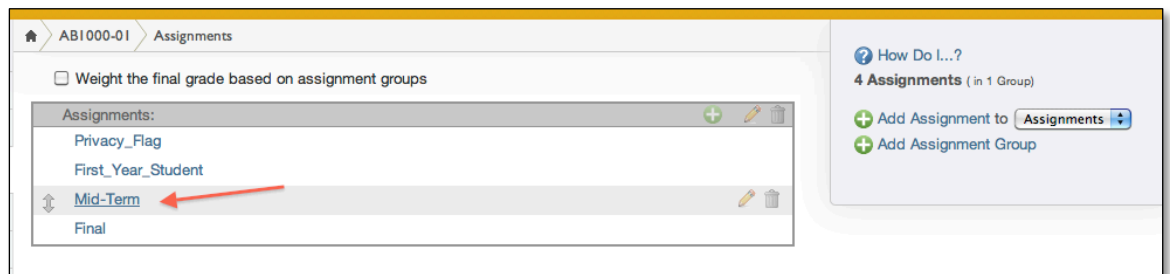 AB1000-01 Assignments
Weight the final grade based on assignment groups
Assignments:
Privacy_Flag
First_Year_Student
Mid-Term
Final
How Do I...?
4 Assignments ( in 1 Group)
Add Assignment to Assignments
Add Assignment Group